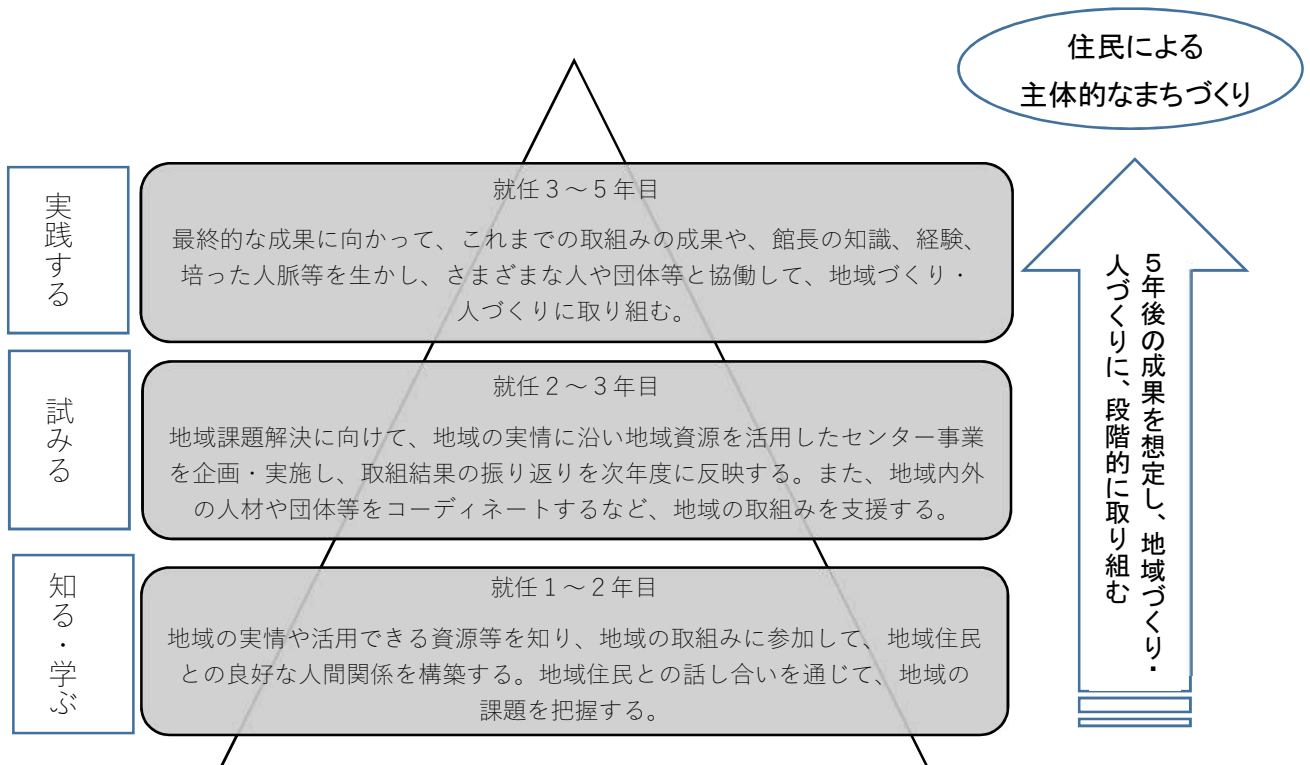 住民による
主体的なまちづくり
実践する
就任3～5年目
最終的な成果に向かって、これまでの取組みの成果や、館長の知識、経験、
培った人脈等を生かし、さまざまな人や団体等と協働して、地域づくり・
人づくりに取り組む。
試みる
就任2～3年目
地域課題解決に向けて、地域の実情に沿い地域資源を活用したセンター事業
を企画・実施し、取組結果の振り返りを次年度に反映する。また、地域内外
の人材や団体等をコーディネートするなど、地域の取組みを支援する。
知る・学ぶ
就任1～2年目
地域の実情や活用できる資源等を知り、地域の取組みに参加して、地域住民
との良好な人間関係を構築する。地域住民との話し合いを通じて、地域の
課題を把握する。
5年後の成果を想定し、地域づくり・
人づくりに、段階的に取り組む